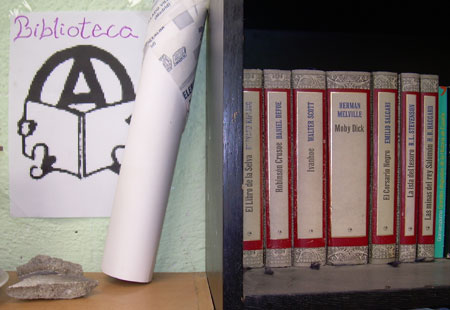 Biblioteca
A
El Libro de la Selva
DANIEL DEFOE
Robinsón Crusoe
WALTER SCOTT
Ivanhoe
HERMAN MELVILLE
Moby Dick
EMILIO SALGARI
El Corsario Negro
R.L. STEVENSON
La isla del tesoro
H.R. HAGGARD
Las minas del rey Salomón